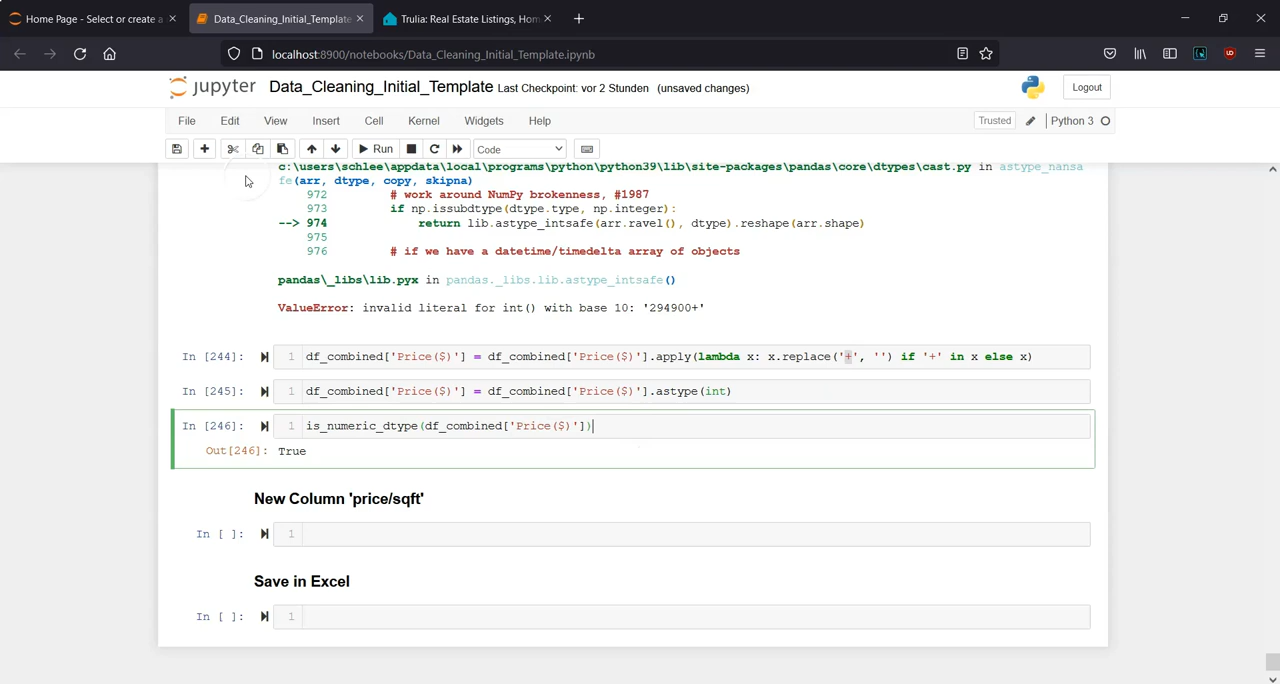 Home Page - Select or create a
Data_Cleaning_Initial_Template
Trulia: Real Estate Listings, Hom
localhost:8900/notebooks/Data_Cleaning_Initial_Template.ipynb
jupyter Data_Cleaning_Initial_Template Last Checkpoint: vor 2 Stunden (unsaved changes)
Logout
File Edit View Insert Cell Kernel Widgets Help
Trusted Python 3
Run Code
c:\users\schlee\appdata\local\programs\python\python39\lib\site-packages\pandas\core\dtypes\cast.py in astype_nansa
fe(arr, dtype, copy, skipna)
972 # work around NumPy brokenness, #1987
973 if np.issubdtype(dtype.type, np.integer):
--> 974 return lib.astype_intsafe(arr.ravel(), dtype).reshape(arr.shape)
975
976 # if we have a datetime/timedelta array of objects
pandas\_libs\lib.pyx in pandas._libs.lib.astype_intsafe()
ValueError: invalid literal for int() with base 10: '294900+'
In [244]: 1 df_combined['Price($)'] = df_combined['Price($)'].apply(lambda x: x.replace('+', '') if '+' in x else x)
In [245]: 1 df_combined['Price($)'] = df_combined['Price($)'].astype(int)
In [246]: 1 is_numeric_dtype(df_combined['Price($)'])
Out[246]: True
New Column 'price/sqft'
In [ ]: 1
Save in Excel
In [ ]: 1